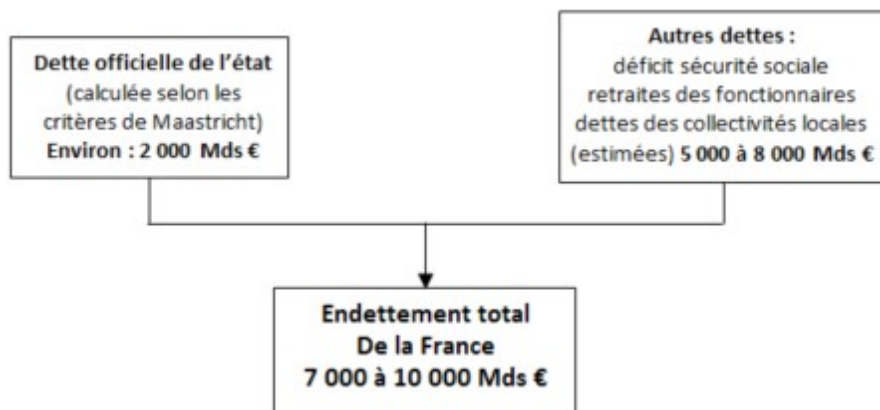 Dette officielle de l'état
(calculée selon les
critères de Maastricht)
Environ : 2 000 Mds €
Autres dettes :
déficit sécurité sociale
retraites des fonctionnaires
dettes des collectivités locales
(estimées) 5 000 à 8 000 Mds €
Endettement total
De la France
7 000 à 10 000 Mds €